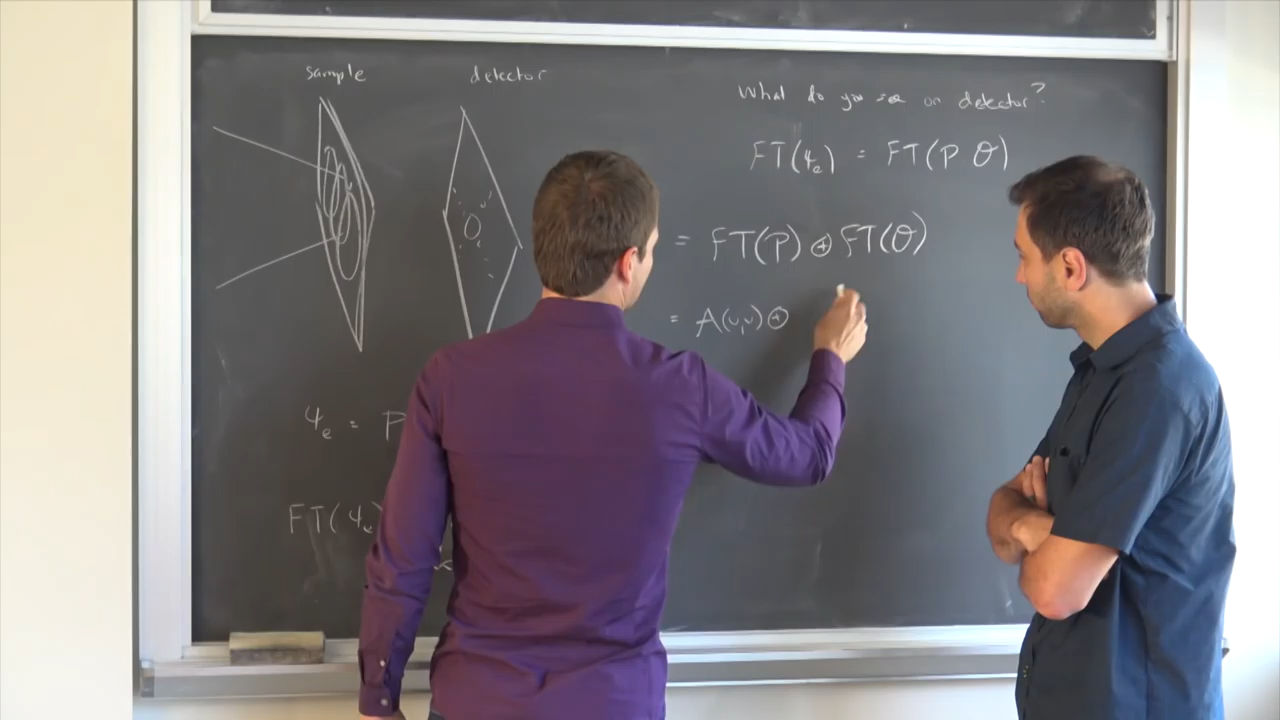 sample
detector
What do you see on detector?
FT(ψₑ) = FT(P O)
= FT(P) ⊛ FT(O)
= A(u,v) ⊛
ψₑ = P
FT(ψₑ)